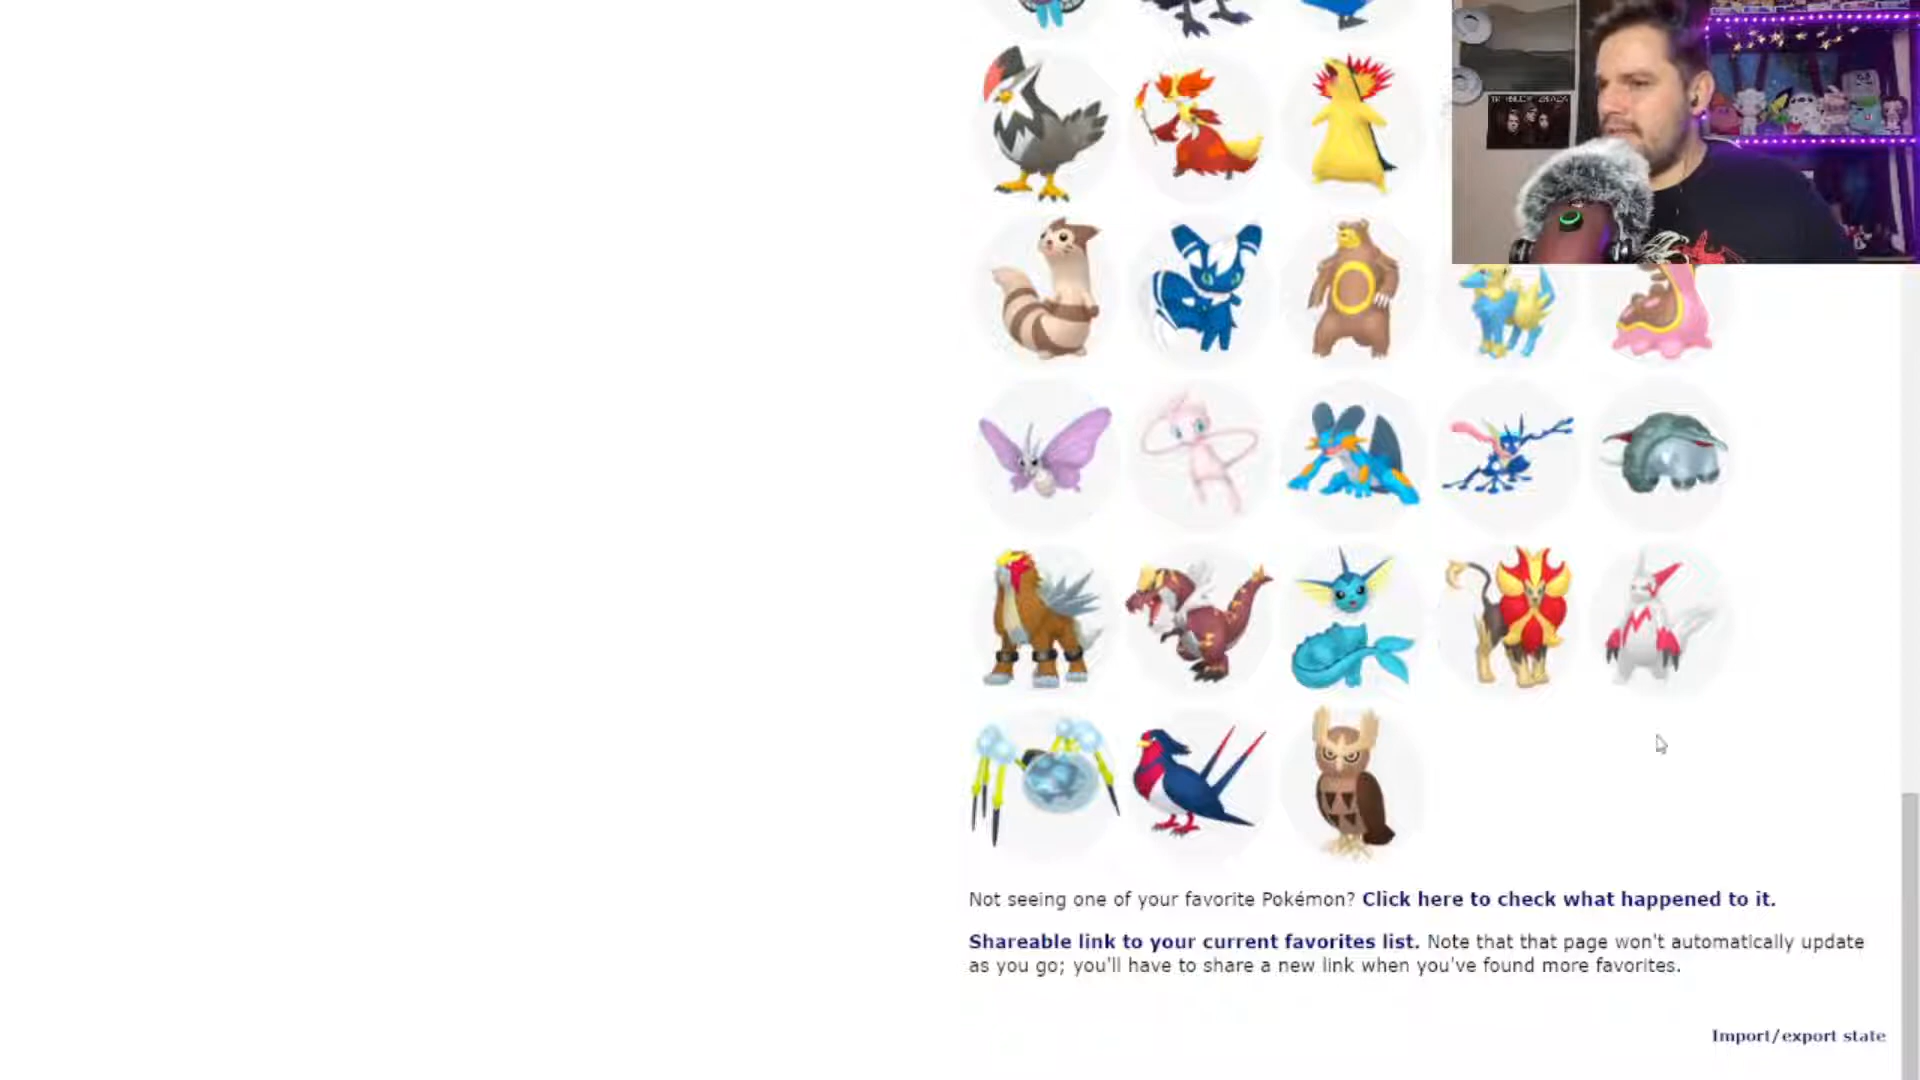 Not seeing one of your favorite Pokémon? Click here to check what happened to it.
Shareable link to your current favorites list. Note that that page won't automatically update
as you go; you'll have to share a new link when you've found more favorites.
Import/export state